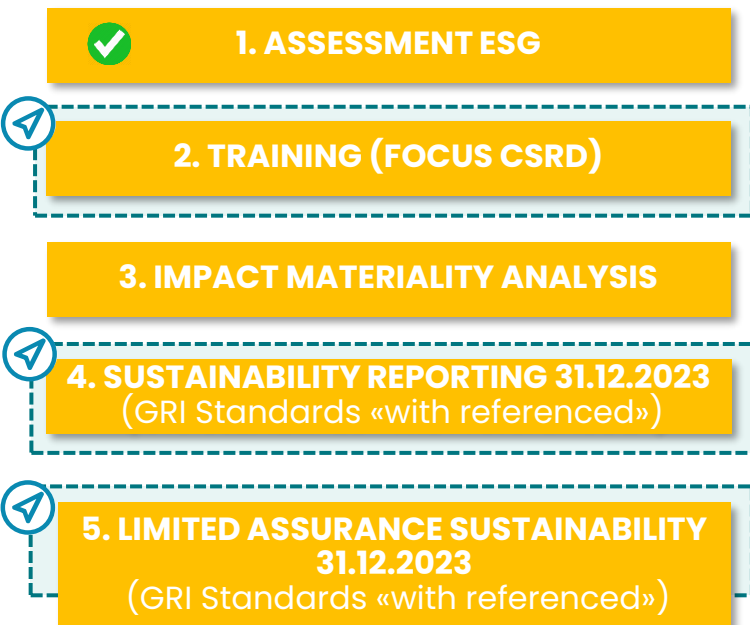 1. ASSESSMENT ESG
2. TRAINING (FOCUS CSRD)
3. IMPACT MATERIALITY ANALYSIS
4. SUSTAINABILITY REPORTING 31.12.2023
(GRI Standards «with referenced»)
5. LIMITED ASSURANCE SUSTAINABILITY
31.12.2023
(GRI Standards «with referenced»)